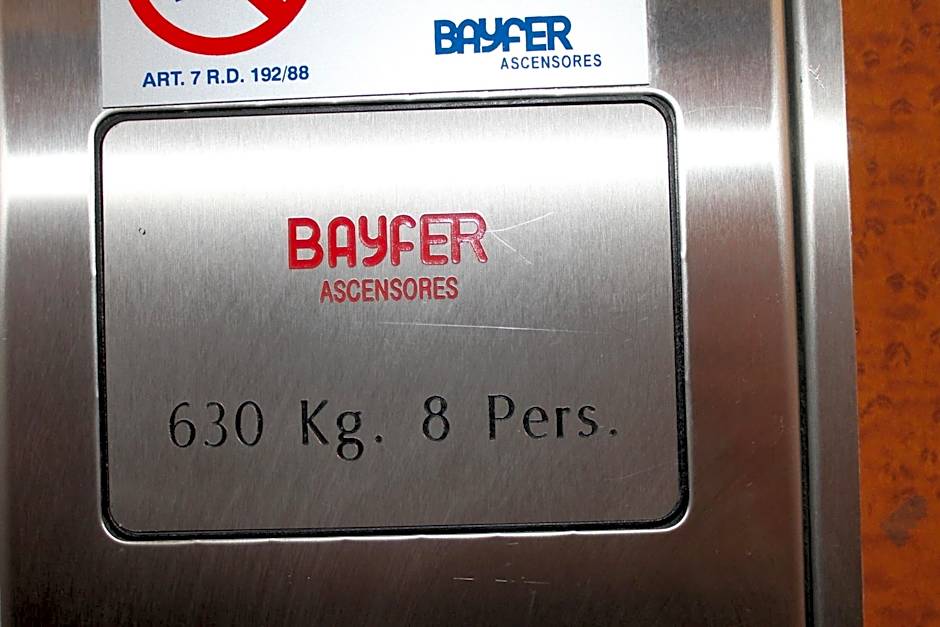 BAYFER
ASCENSORES
ART. 7 R.D. 192/88
BAYFER
ASCENSORES
630 Kg. 8 Pers.